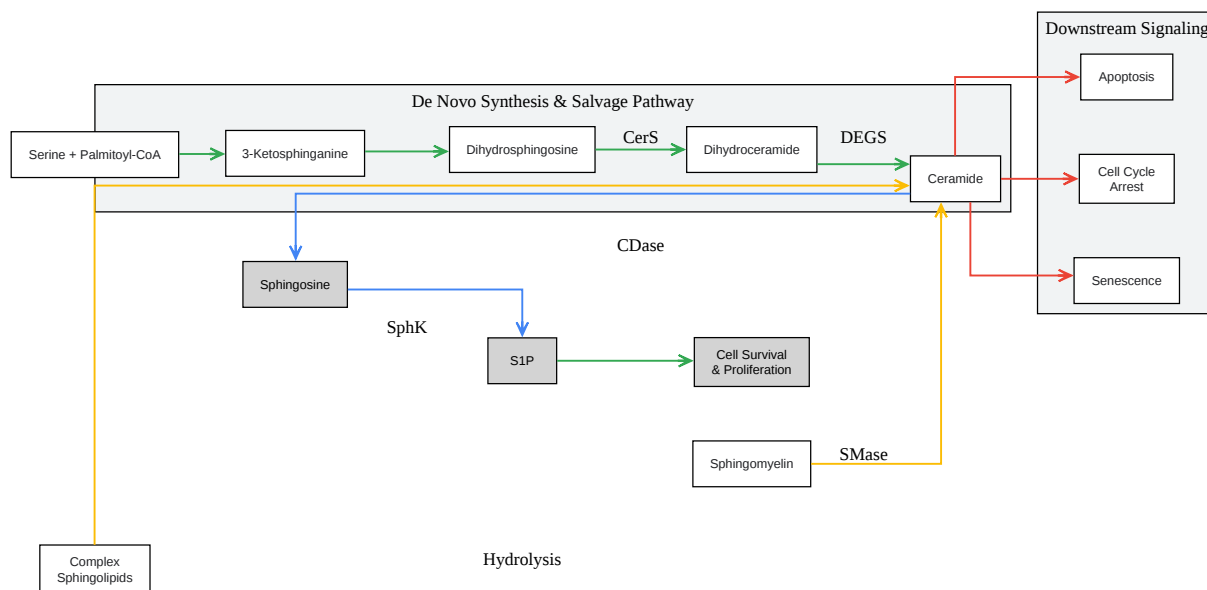 Downstream Signaling
Apoptosis
De Novo Synthesis & Salvage Pathway
CerS
DEGS
Serine + Palmitoyl-CoA
3-Ketosphinganine
Dihydrosphingosine
Dihydroceramide
Ceramide
Cell Cycle
Arrest
CDase
Sphingosine
Senescence
SphK
S1P
Cell Survival
& Proliferation
Sphingomyelin
SMase
Hydrolysis
Complex
Sphingolipids